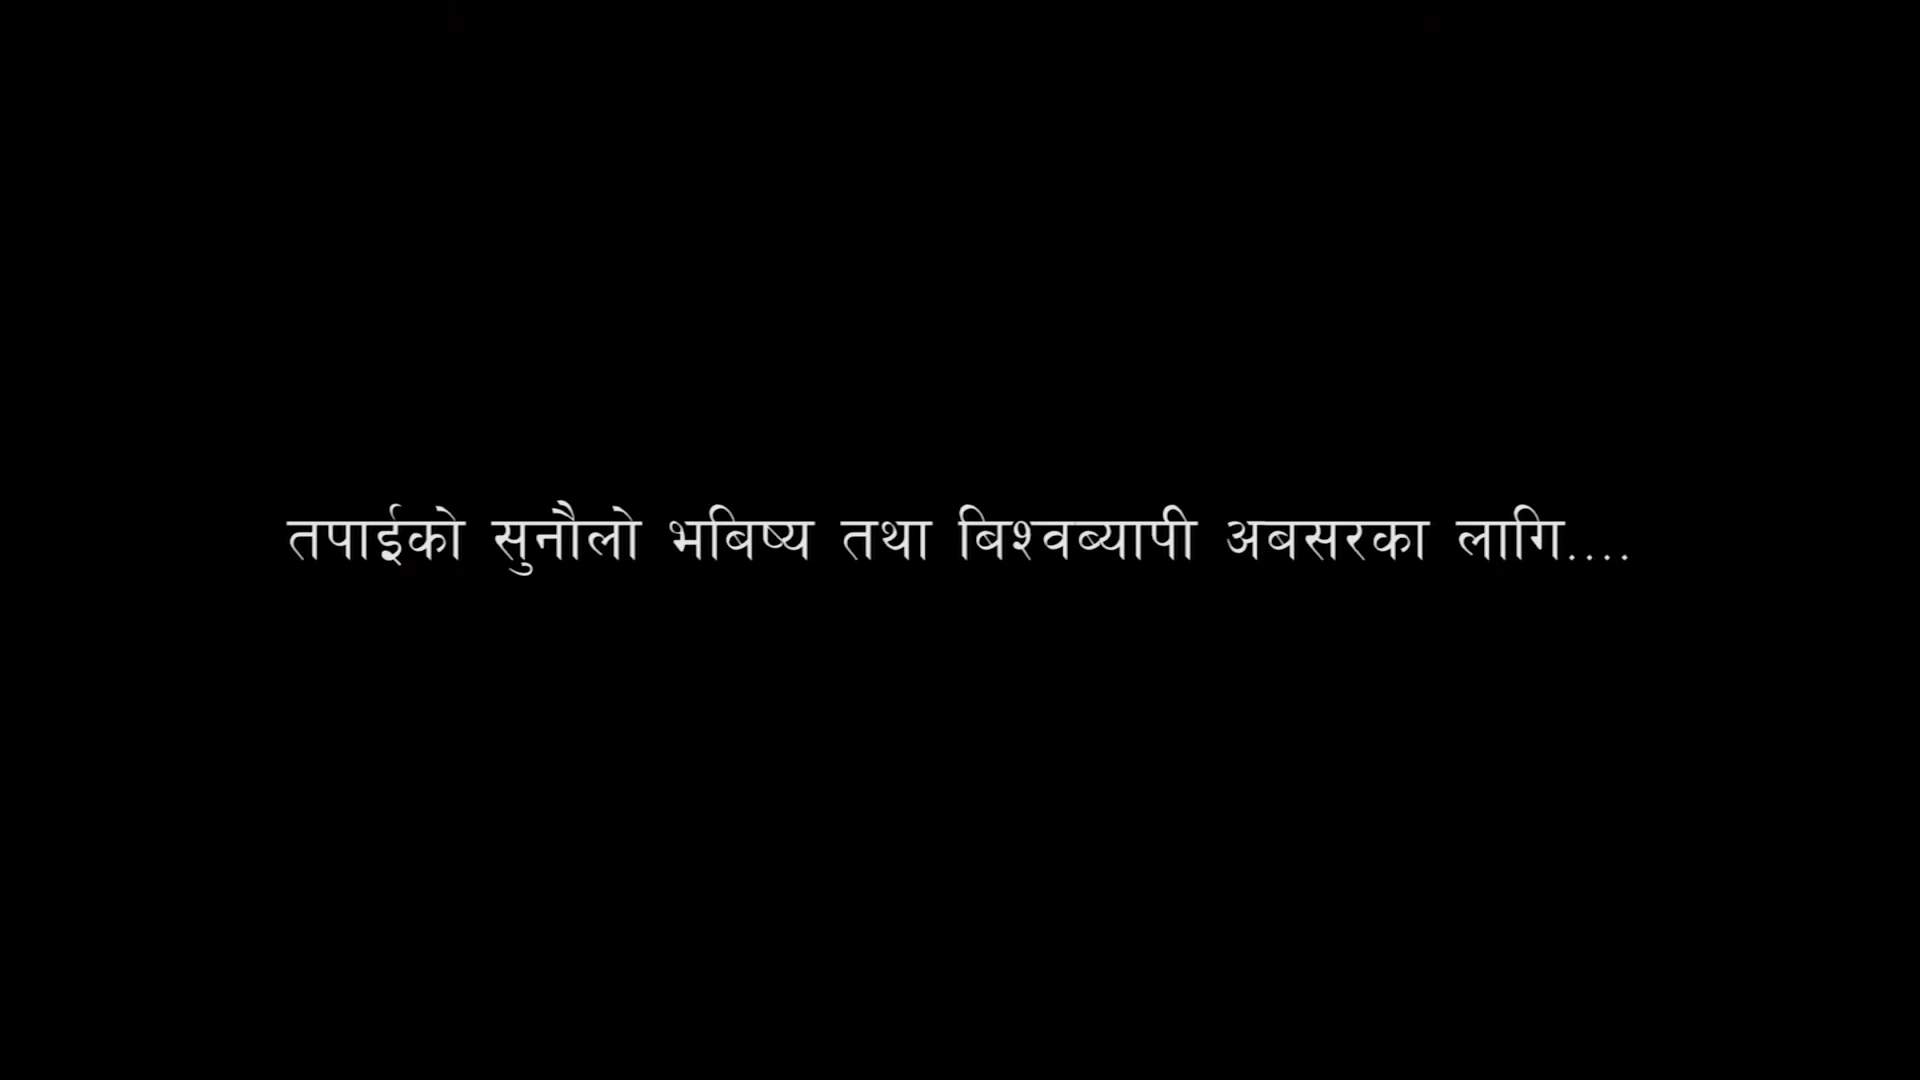 तपाईको सुनौलो भबिष्य तथा बिश्वब्यापी अबसरका लागि....